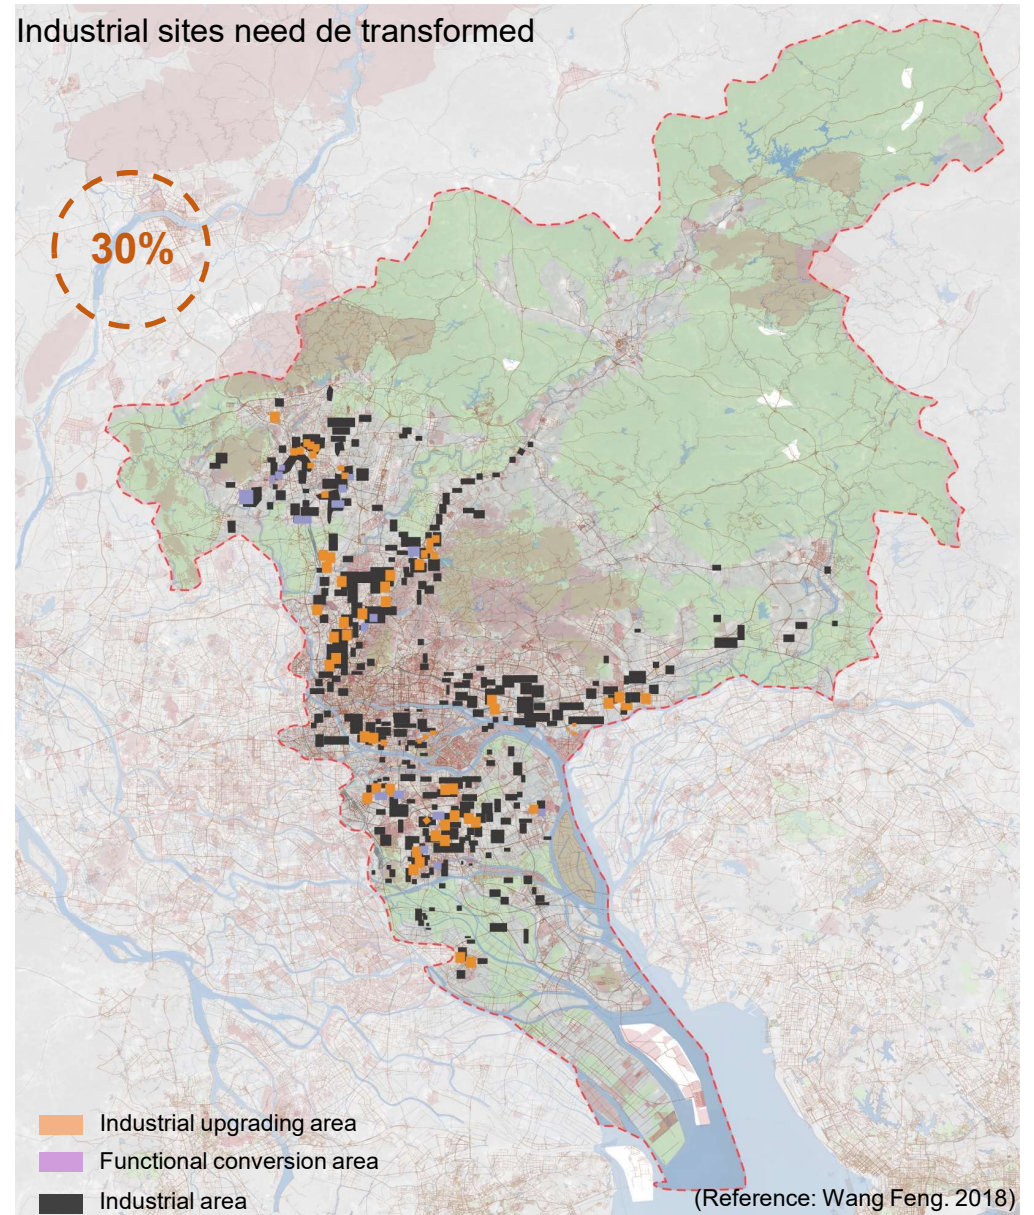 Industrial sites need de transformed
30%
Industrial upgrading area
Functional conversion area
Industrial area
(Reference: Wang Feng. 2018)